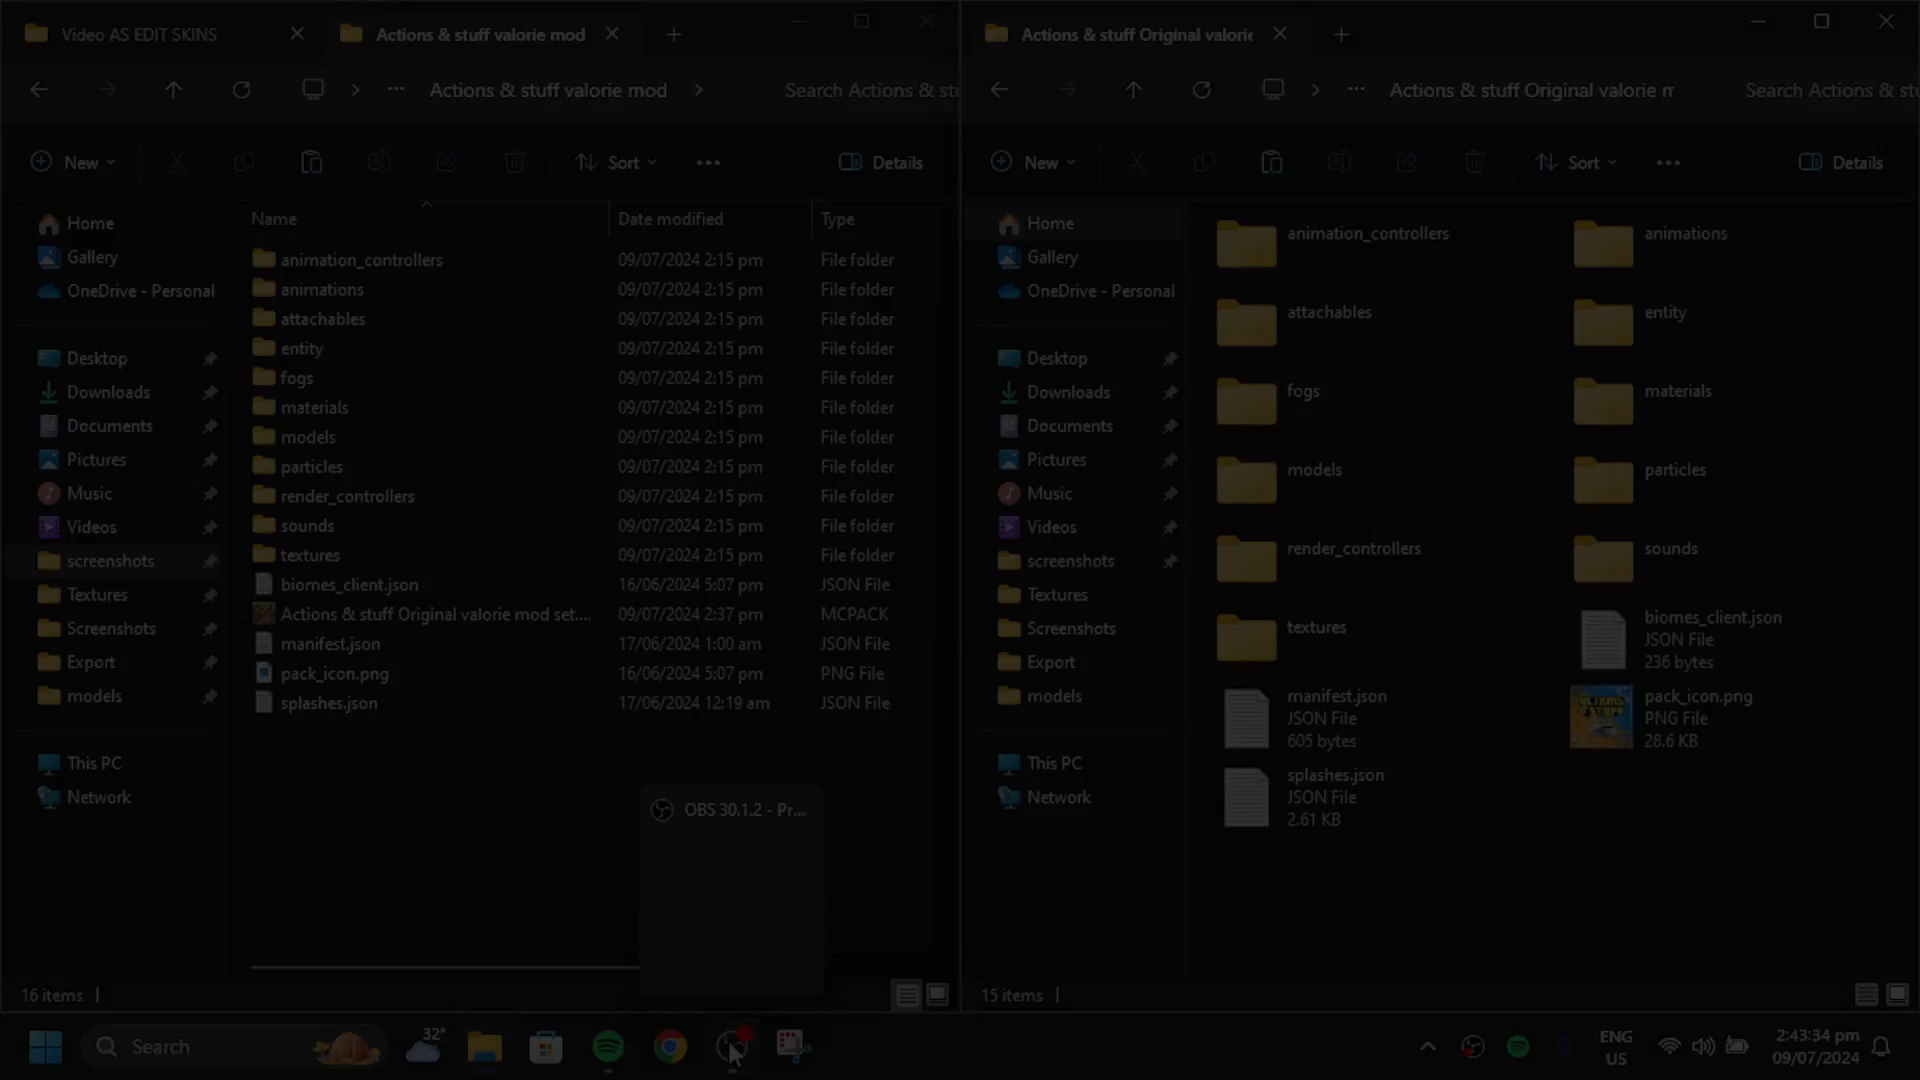 Video AS EDIT SKINS
Actions & stuff valorie mod
Actions & stuff valorie mod
Search Actions & stu
New
Sort
Details
Home
Gallery
OneDrive - Personal
Desktop
Downloads
Documents
Pictures
Music
Videos
screenshots
Textures
Screenshots
Export
models
This PC
Network
Name Date modified Type
animation_controllers 09/07/2024 2:15 pm File folder
animations 09/07/2024 2:15 pm File folder
attachables 09/07/2024 2:15 pm File folder
entity 09/07/2024 2:15 pm File folder
fogs 09/07/2024 2:15 pm File folder
materials 09/07/2024 2:15 pm File folder
models 09/07/2024 2:15 pm File folder
particles 09/07/2024 2:15 pm File folder
render_controllers 09/07/2024 2:15 pm File folder
sounds 09/07/2024 2:15 pm File folder
textures 09/07/2024 2:15 pm File folder
biomes_client.json 16/06/2024 5:07 pm JSON File
Actions & stuff Original valorie mod set.... 09/07/2024 2:37 pm MCPACK
manifest.json 17/06/2024 1:00 am JSON File
pack_icon.png 16/06/2024 5:07 pm PNG File
splashes.json 17/06/2024 12:19 am JSON File
OBS 30.1.2 - Pr...
16 items
Actions & stuff Original valorie
Actions & stuff Original valorie m
Search Actions & stu
New
Sort
Details
Home
Gallery
OneDrive - Personal
Desktop
Downloads
Documents
Pictures
Music
Videos
screenshots
Textures
Screenshots
Export
models
This PC
Network
animation_controllers
animations
attachables
entity
fogs
materials
models
particles
render_controllers
sounds
textures
biomes_client.json
JSON File
236 bytes
manifest.json
JSON File
605 bytes
pack_icon.png
PNG File
28.6 KB
splashes.json
JSON File
2.61 KB
15 items
Search
32°
ENG
US
2:43:34 pm
09/07/2024